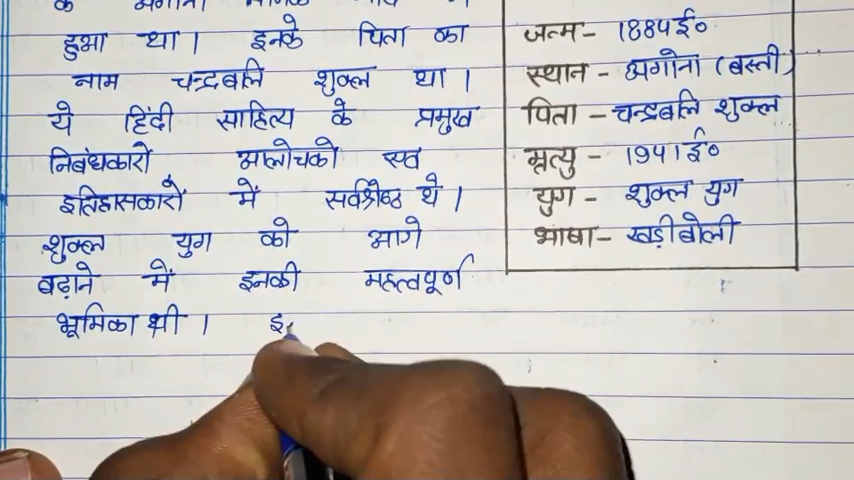 हुआ था। इनके पिता का
नाम चन्द्रबलि शुक्ल था।
ये हिंदी साहित्य के प्रमुख
निबंधकारों आलोचको एवं
इतिहासकारों में सर्वश्रेष्ठ थे।
शुक्ल युग को आगे
बढ़ाने में इनकी महत्वपूर्ण
भूमिका थी। इ
जन्म- 1884ई०
स्थान - अगोना (बस्ती)
पिता - चन्द्रबलि शुक्ल
मृत्यु - 1941ई०
युग - शुक्ल युग
भाषा- खड़ीबोली